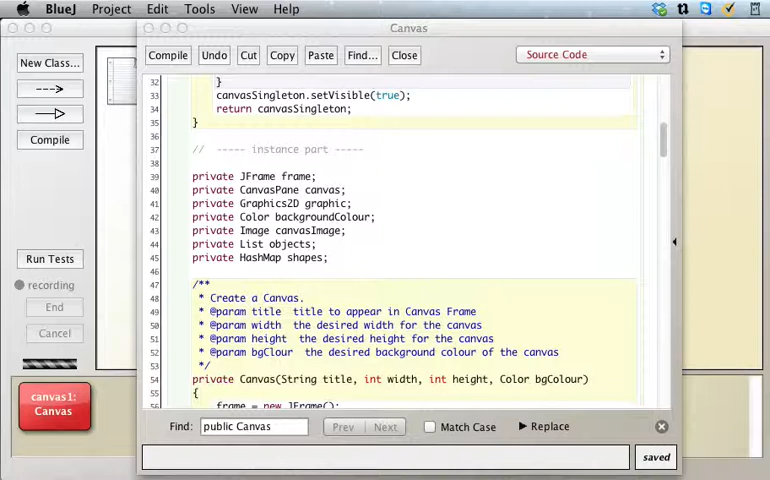 BlueJ Project Edit Tools View Help
Canvas
Compile Undo Cut Copy Paste Find... Close Source Code
New Class...
Compile
Run Tests
recording
End
Cancel
canvas1:
Canvas
32 }
33 canvasSingleton.setVisible(true);
34 return canvasSingleton;
35 }
36
37 // ----- instance part -----
38
39 private JFrame frame;
40 private CanvasPane canvas;
41 private Graphics2D graphic;
42 private Color backgroundColour;
43 private Image canvasImage;
44 private List objects;
45 private HashMap shapes;
46
47 /**
48 * Create a Canvas.
49 * @param title title to appear in Canvas Frame
50 * @param width the desired width for the canvas
51 * @param height the desired height for the canvas
52 * @param bgClour the desired background colour of the canvas
53 */
54 private Canvas(String title, int width, int height, Color bgColour)
55 {
56 frame = new JFrame();
Find: public Canvas Prev Next Match Case Replace
saved